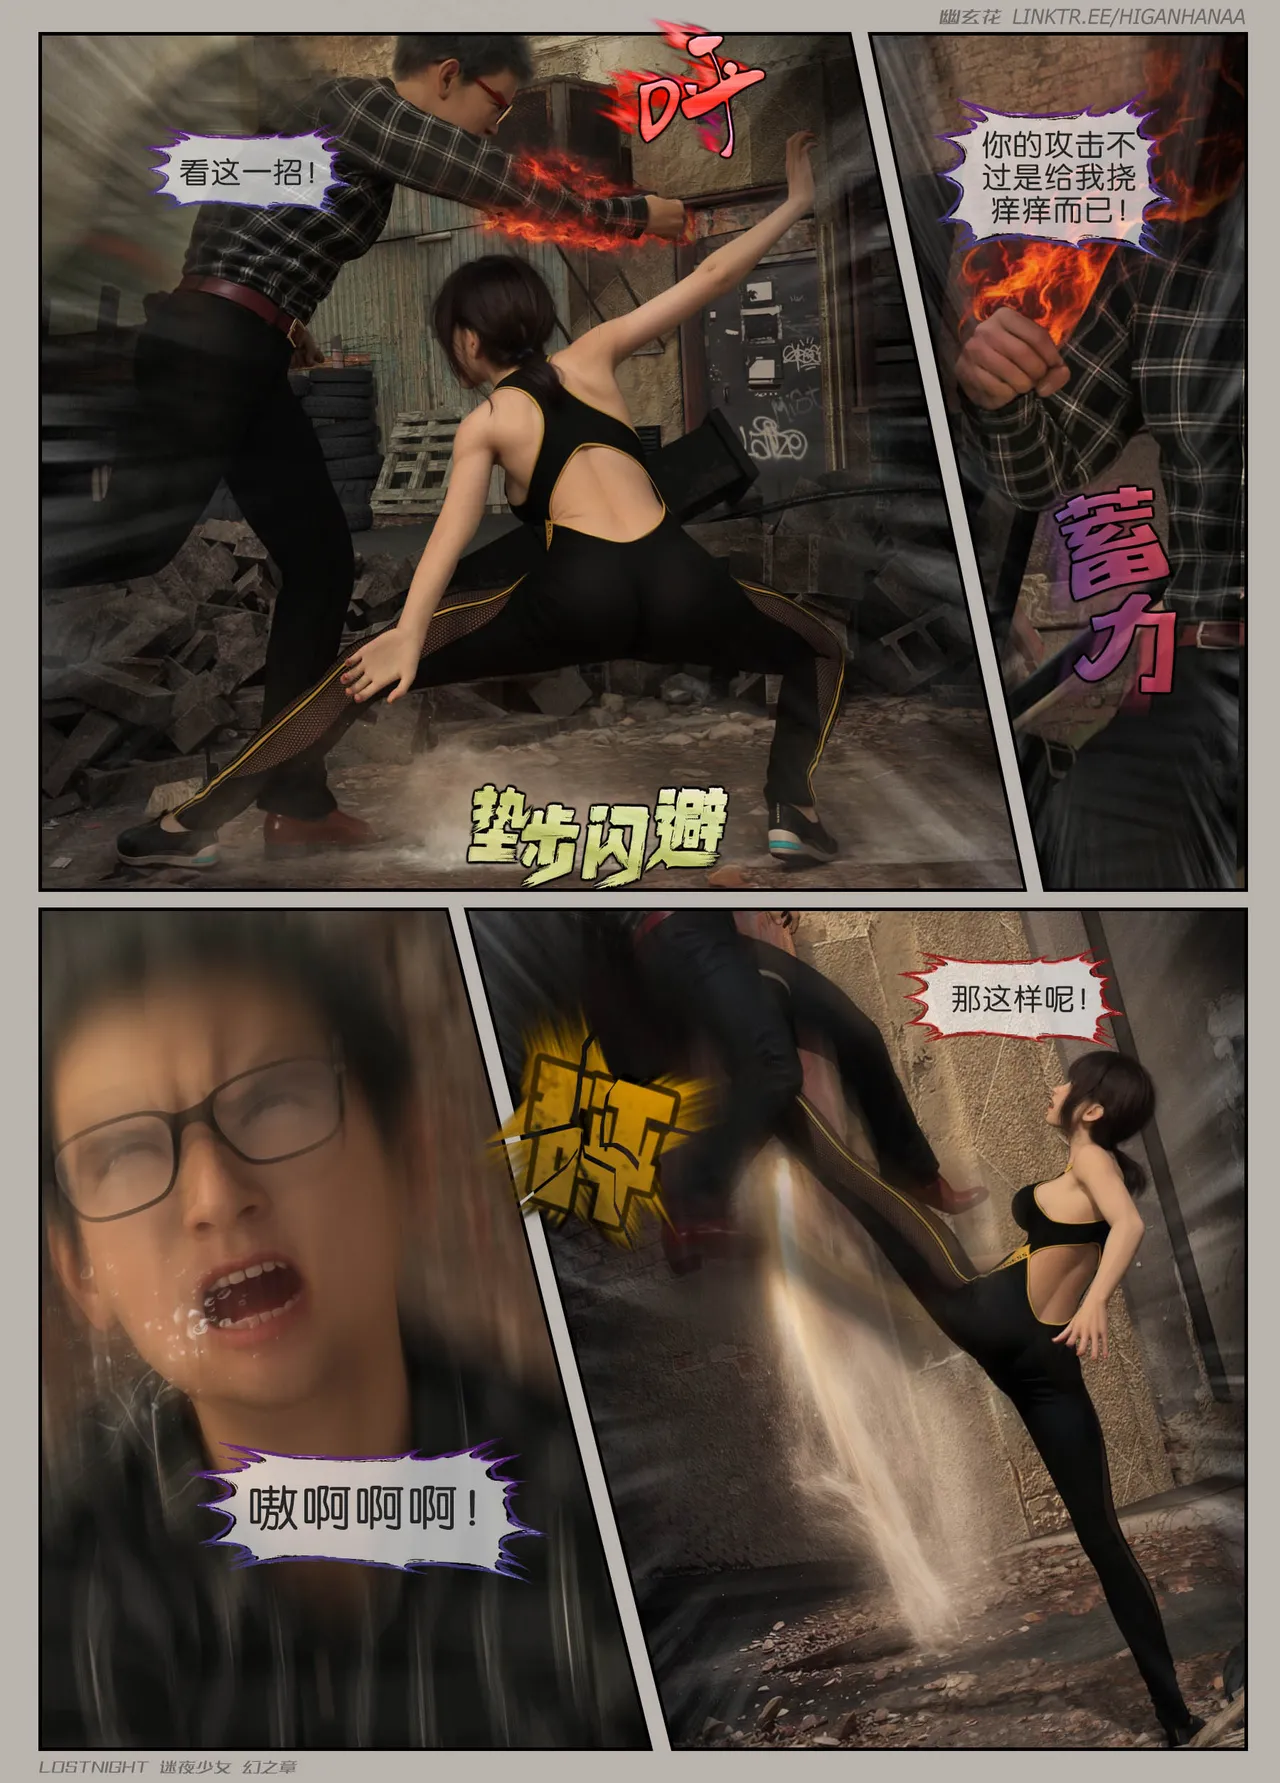 幽玄花 LINKTR.EE/HIGANHANAA
呼
看这一招！
垫步闪避
你的攻击不
过是给我挠
痒痒而已！
蓄力
嗷啊啊啊！
那这样呢！
LOSTNIGHT 迷夜少女 幻之章